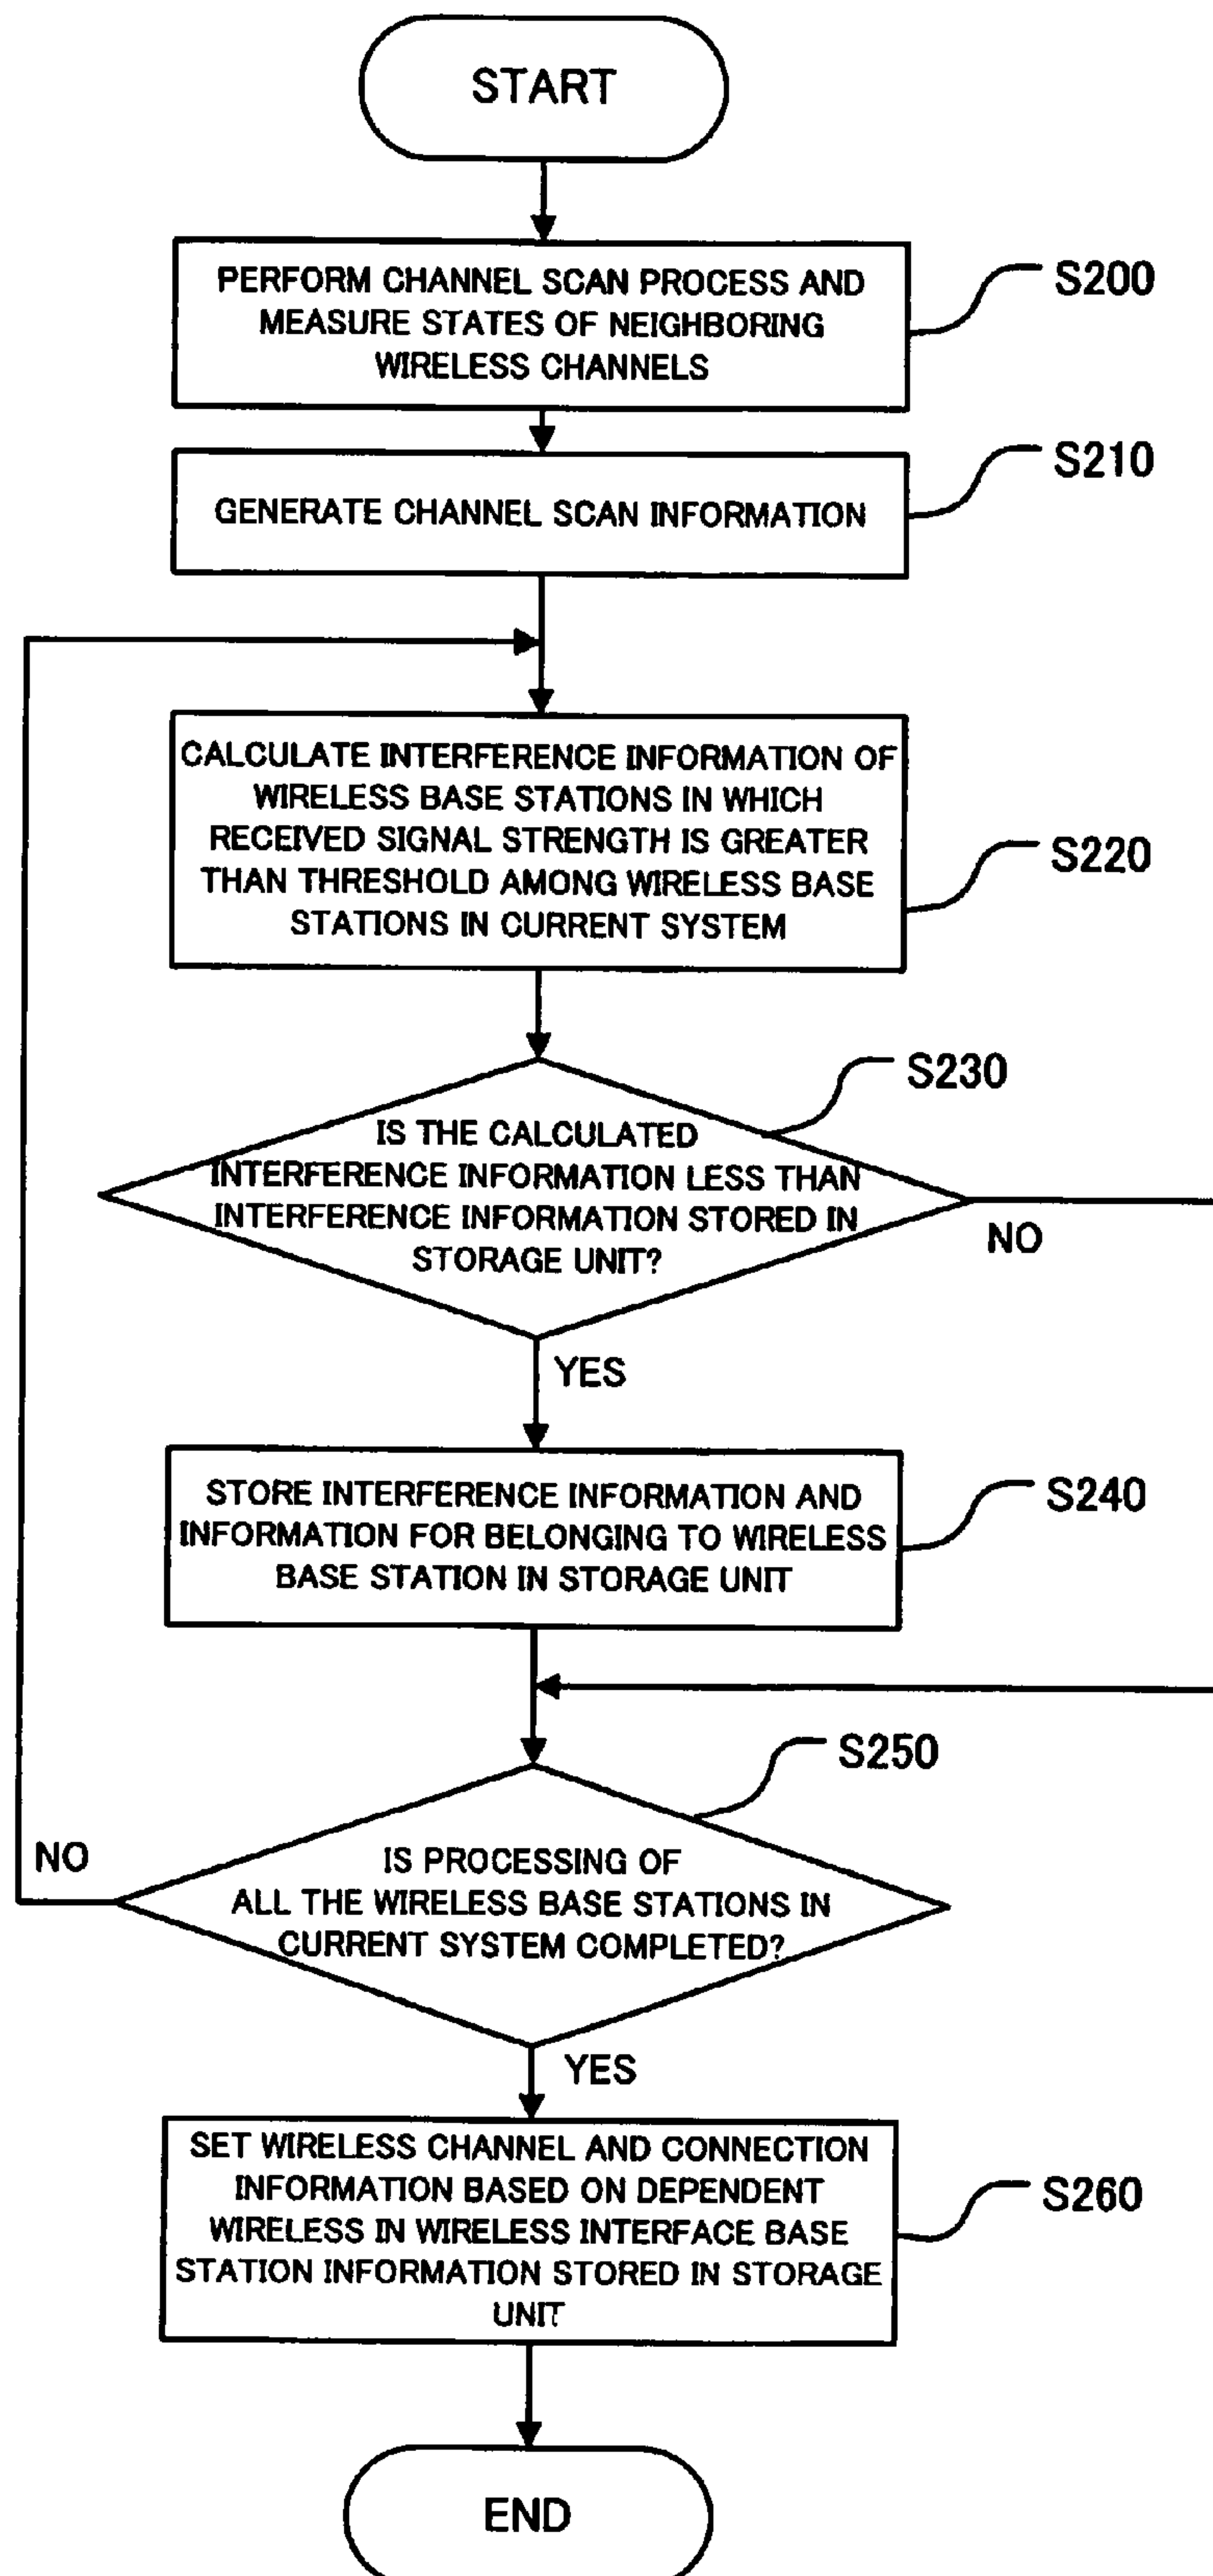 START
PERFORM CHANNEL SCAN PROCESS AND
MEASURE STATES OF NEIGHBORING
WIRELESS CHANNELS
S200
GENERATE CHANNEL SCAN INFORMATION
S210
CALCULATE INTERFERENCE INFORMATION OF
WIRELESS BASE STATIONS IN WHICH
RECEIVED SIGNAL STRENGTH IS GREATER
THAN THRESHOLD AMONG WIRELESS BASE
STATIONS IN CURRENT SYSTEM
S220
S230
IS THE CALCULATED
INTERFERENCE INFORMATION LESS THAN
INTERFERENCE INFORMATION STORED IN
STORAGE UNIT?
NO
YES
STORE INTERFERENCE INFORMATION AND
INFORMATION FOR BELONGING TO WIRELESS
BASE STATION IN STORAGE UNIT
S240
S250
NO
IS PROCESSING OF
ALL THE WIRELESS BASE STATIONS IN
CURRENT SYSTEM COMPLETED?
YES
SET WIRELESS CHANNEL AND CONNECTION
INFORMATION BASED ON DEPENDENT
WIRELESS IN WIRELESS INTERFACE BASE
STATION INFORMATION STORED IN STORAGE
UNIT
S260
END